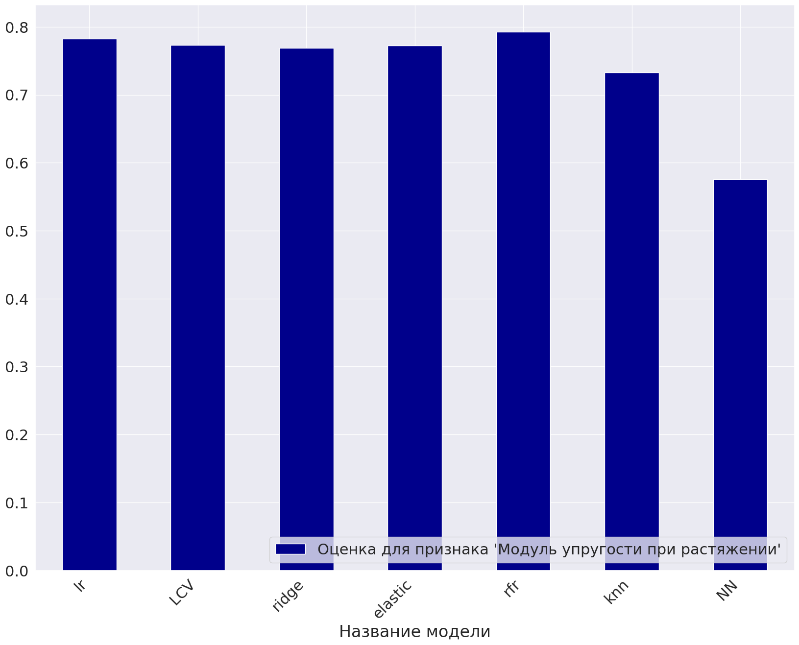 0.8
0.7
0.6
0.5
0.4
0.3
0.2
0.1
0.0
Оценка для признака 'Модуль упругости при растяжении'
lr
LCV
ridge
elastic
rfr
knn
NN
Название модели